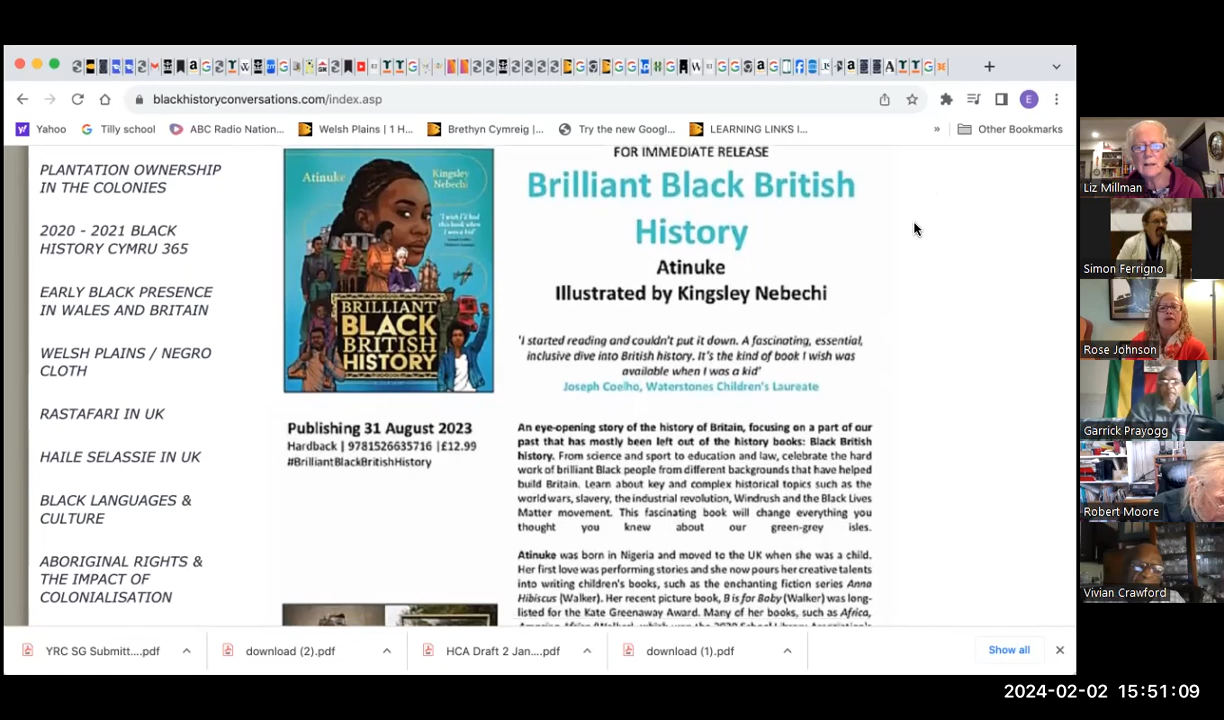 blackhistoryconversations.com/index.asp
E
Yahoo
Tilly school
ABC Radio Nation...
Welsh Plains | 1 H...
Brethyn Cymreig |...
Try the new Googl...
LEARNING LINKS I...
»
Other Bookmarks
PLANTATION OWNERSHIP
IN THE COLONIES
2020 - 2021 BLACK
HISTORY CYMRU 365
EARLY BLACK PRESENCE
IN WALES AND BRITAIN
WELSH PLAINS / NEGRO
CLOTH
RASTAFARI IN UK
HAILE SELASSIE IN UK
BLACK LANGUAGES &
CULTURE
ABORIGINAL RIGHTS &
THE IMPACT OF
COLONIALISATION
Atinuke
Kingsley
Nebechi
'I wish I'd had
this book when
I was a kid'
BRILLIANT
BLACK
BRITISH
HISTORY
Publishing 31 August 2023
Hardback | 9781526635716 |£12.99
#BrilliantBlackBritishHistory
FOR IMMEDIATE RELEASE
Brilliant Black British
History
Atinuke
Illustrated by Kingsley Nebechi
'I started reading and couldn't put it down. A fascinating, essential,
inclusive dive into British history. It's the kind of book I wish was
available when I was a kid'
Joseph Coelho, Waterstones Children's Laureate
An eye-opening story of the history of Britain, focusing on a part of our
past that has mostly been left out of the history books: Black British
history. From science and sport to education and law, celebrate the hard
work of brilliant Black people from different backgrounds that have helped
build Britain. Learn about key and complex historical topics such as the
world wars, slavery, the industrial revolution, Windrush and the Black Lives
Matter movement. This fascinating book will change everything you
thought you knew about our green-grey isles.
Atinuke was born in Nigeria and moved to the UK when she was a child.
Her first love was performing stories and she now pours her creative talents
into writing children's books, such as the enchanting fiction series Anna
Hibiscus (Walker). Her recent picture book, B is for Baby (Walker) was long-
listed for the Kate Greenaway Award. Many of her books, such as Africa,
YRC SG Submitt....pdf
download (2).pdf
HCA Draft 2 Jan....pdf
download (1).pdf
Show all
Liz Millman
Simon Ferrigno
Rose Johnson
Garrick Prayogg
Robert Moore
Vivian Crawford
2024-02-02 15:51:09